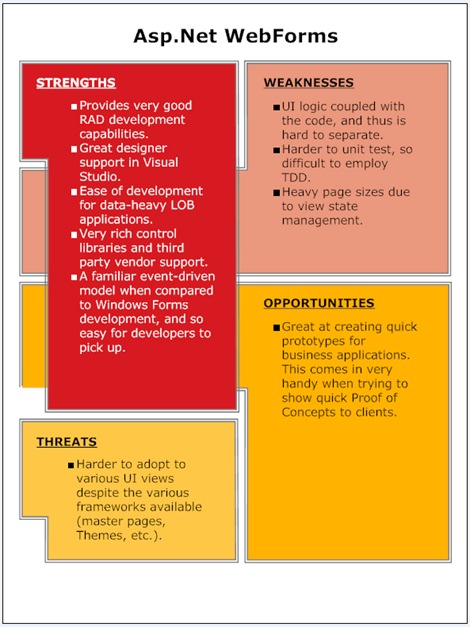 Asp.Net WebForms
STRENGTHS
▪Provides very good
RAD development
capabilities.
▪Great designer
support in Visual
Studio.
▪Ease of development
for data-heavy LOB
applications.
▪Very rich control
libraries and third
party vendor support.
▪A familiar event-driven
model when compared
to Windows Forms
development, and so
easy for developers to
pick up.
WEAKNESSES
▪UI logic coupled with
the code, and thus is
hard to separate.
▪Harder to unit test, so
difficult to employ
TDD.
▪Heavy page sizes due
to view state
management.
OPPORTUNITIES
▪Great at creating quick
prototypes for
business applications.
This comes in very
handy when trying to
show quick Proof of
Concepts to clients.
THREATS
▪Harder to adopt to
various UI views
despite the various
frameworks available
(master pages,
Themes, etc.).